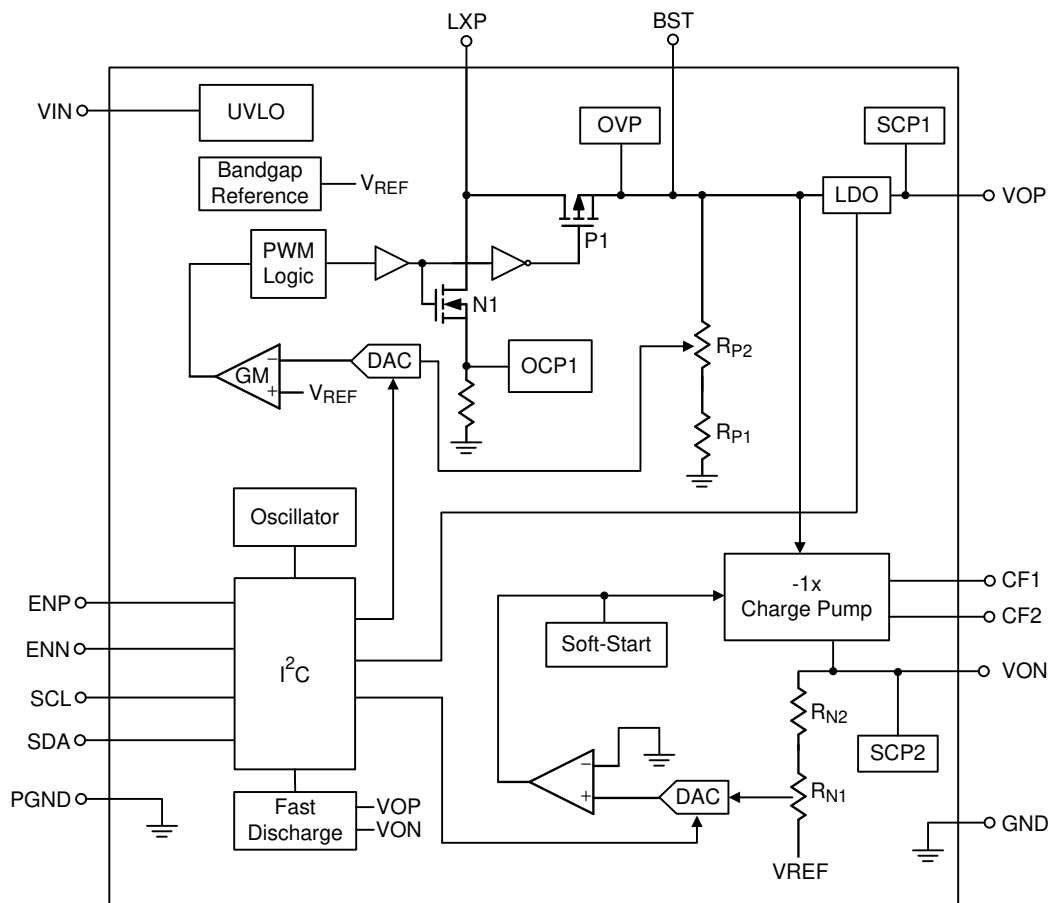 LXP
BST
VIN
UVLO
OVP
SCP1
Bandgap
Reference
VREF
LDO
VOP
P1
PWM
Logic
N1
DAC
OCP1
RP2
GM
−
+
VREF
RP1
Oscillator
-1x
Charge Pump
CF1
CF2
ENP
ENN
SCL
SDA
I²C
Soft-Start
VON
RN2
SCP2
−
+
DAC
RN1
PGND
Fast
Discharge
VOP
VON
VREF
GND